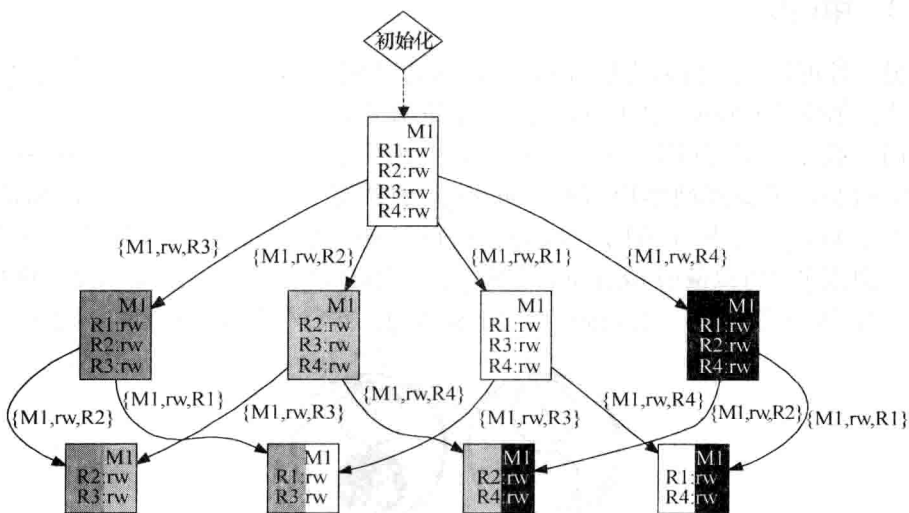 初始化
M1
R1:rw
R2:rw
R3:rw
R4:rw
{M1,rw,R3}
{M1,rw,R2}
{M1,rw,R1}
{M1,rw,R4}
M1
R1:rw
R2:rw
R3:rw
M1
R2:rw
R3:rw
R4:rw
M1
R1:rw
R3:rw
R4:rw
M1
R1:rw
R2:rw
R4:rw
{M1,rw,R2}
{M1,rw,R1}
{M1,rw,R3}
{M1,rw,R4}
{M1,rw,R3}
{M1,rw,R4}
{M1,rw,R2}
{M1,rw,R1}
M1
R2:rw
R3:rw
M1
R1:rw
R3:rw
M1
R2:rw
R4:rw
M1
R1:rw
R4:rw